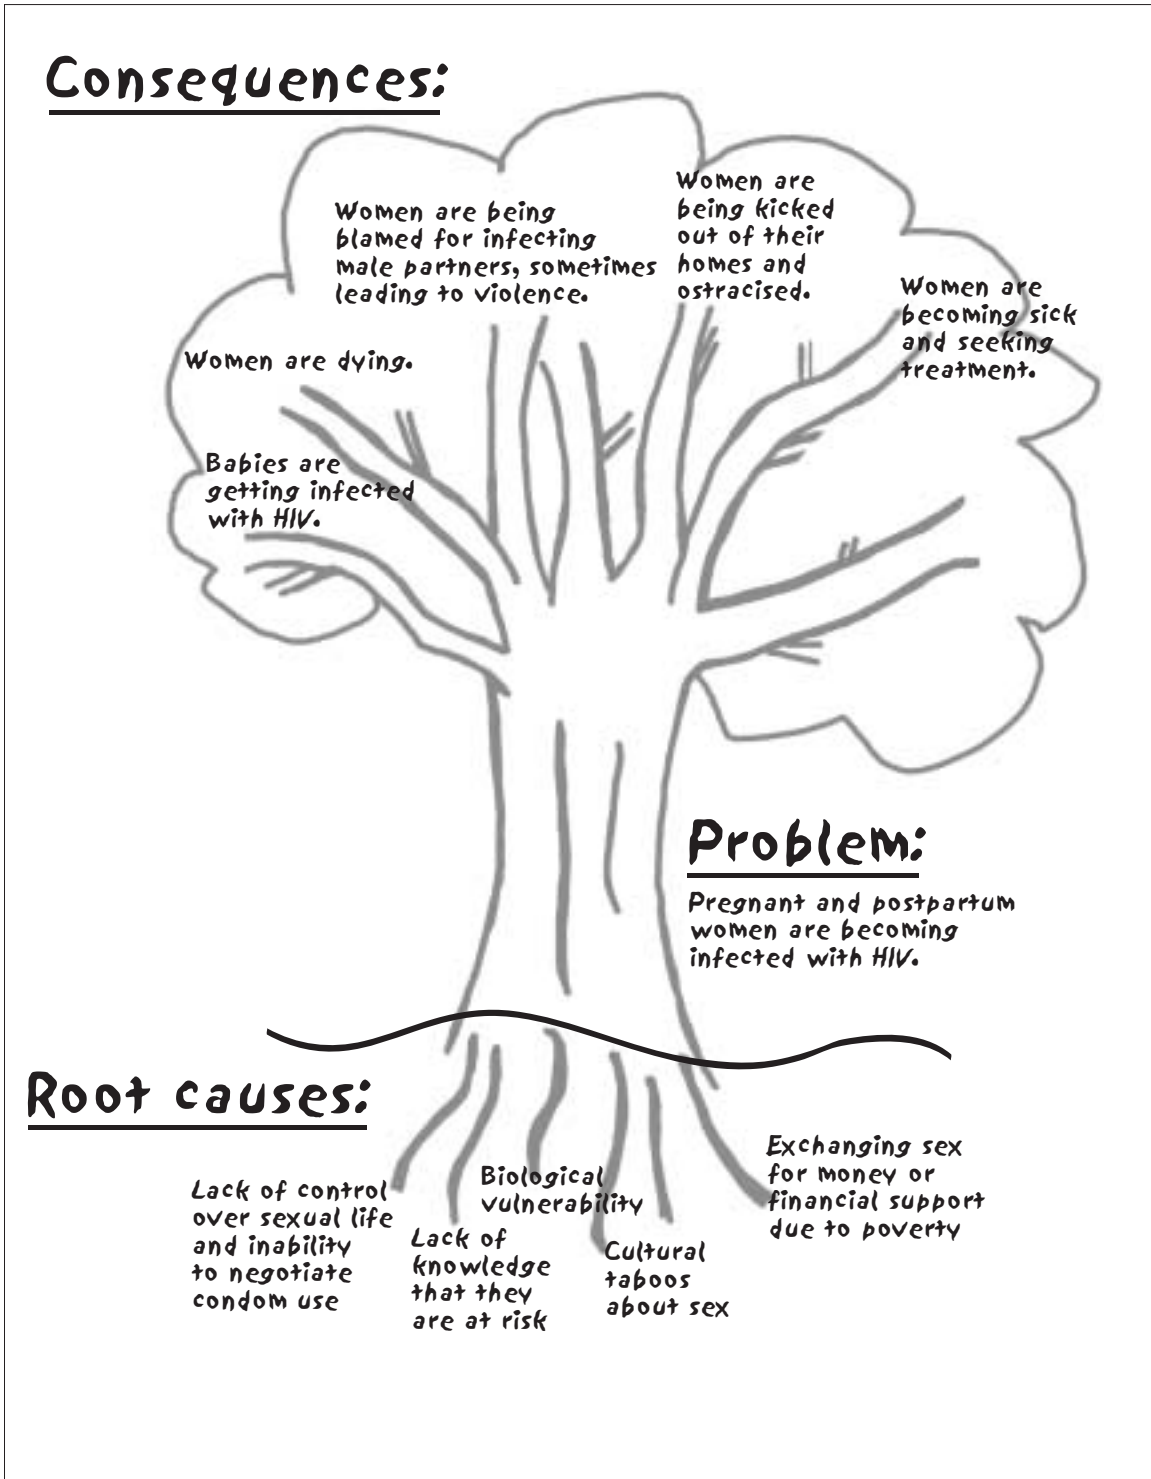 Consequences:
Women are being
blamed for infecting
male partners, sometimes
leading to violence.
Women are
being kicked
out of their
homes and
ostracised.
Women are
becoming sick
and seeking
treatment.
Women are dying.
Babies are
getting infected
with HIV.
Problem:
Pregnant and postpartum
women are becoming
infected with HIV.
Root causes:
Lack of control
over sexual life
and inability
to negotiate
condom use
Lack of
knowledge
that they
are at risk
Biological
vulnerability
Cultural
taboos
about sex
Exchanging sex
for money or
financial support
due to poverty